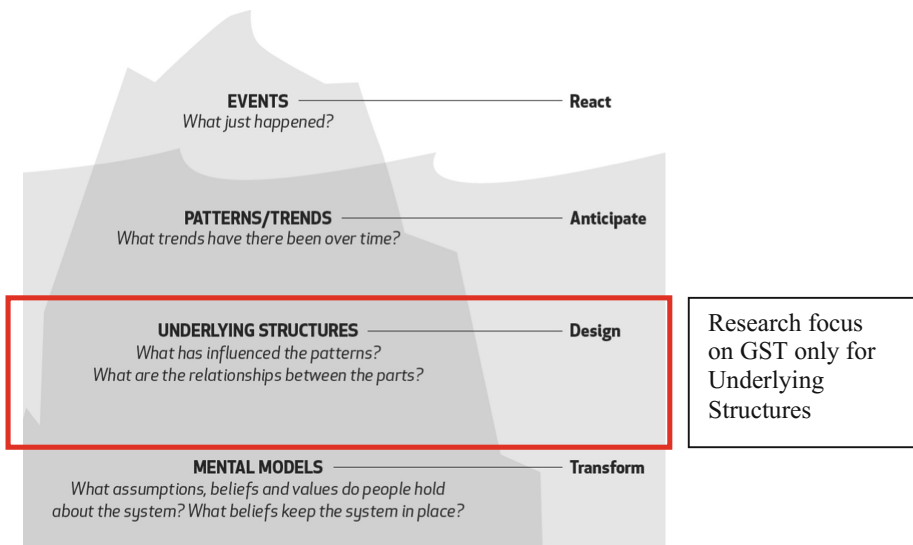 EVENTS React
What just happened?
PATTERNS/TRENDS Anticipate
What trends have there been over time?
UNDERLYING STRUCTURES Design
What has influenced the patterns?
What are the relationships between the parts?
Research focus
on GST only for
Underlying
Structures
MENTAL MODELS Transform
What assumptions, beliefs and values do people hold
about the system? What beliefs keep the system in place?